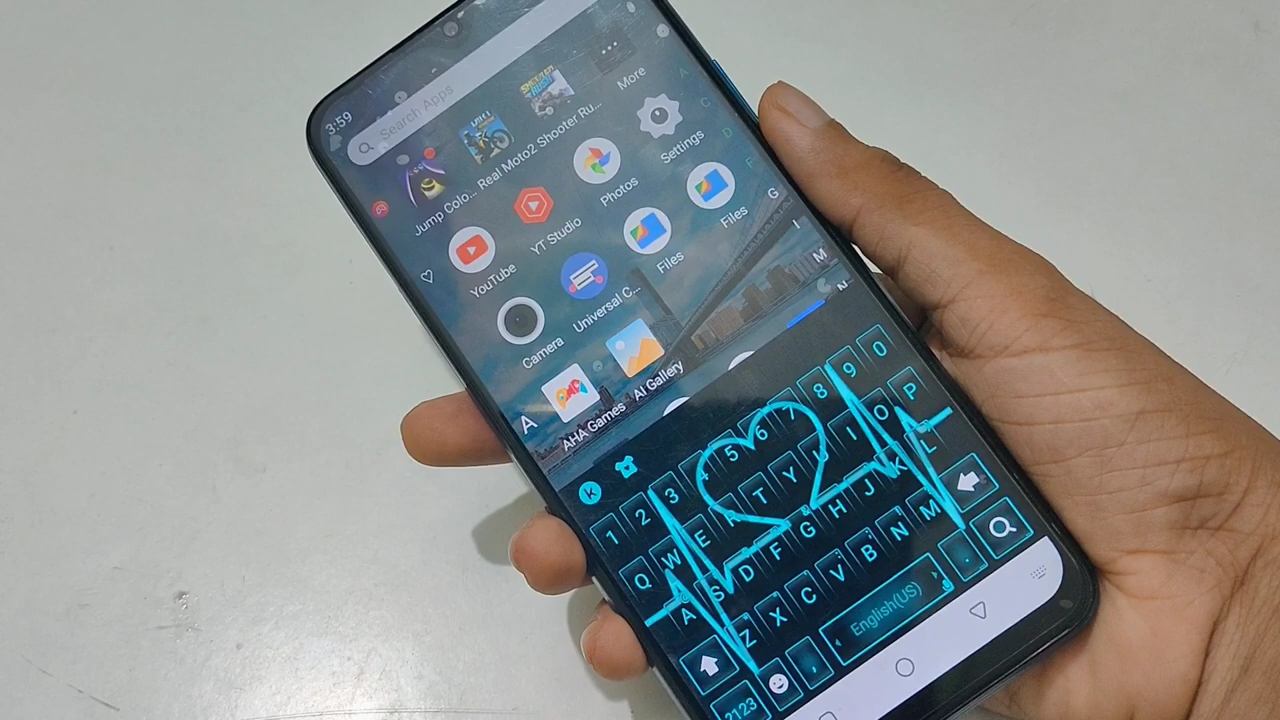 3:59
Search Apps
Jump Colo... Real Moto2 Shooter Ru... More
YouTube YT Studio Photos Settings
Camera Universal C... Files Files
AHA Games AI Gallery
A
A
C
D
F
G
I
M
N
K
1 2 3 5 6 7 8 9 0
Q W E R T Y I O P
A S D F G H J K L
Z X C V B N M
?123 , English(US) .